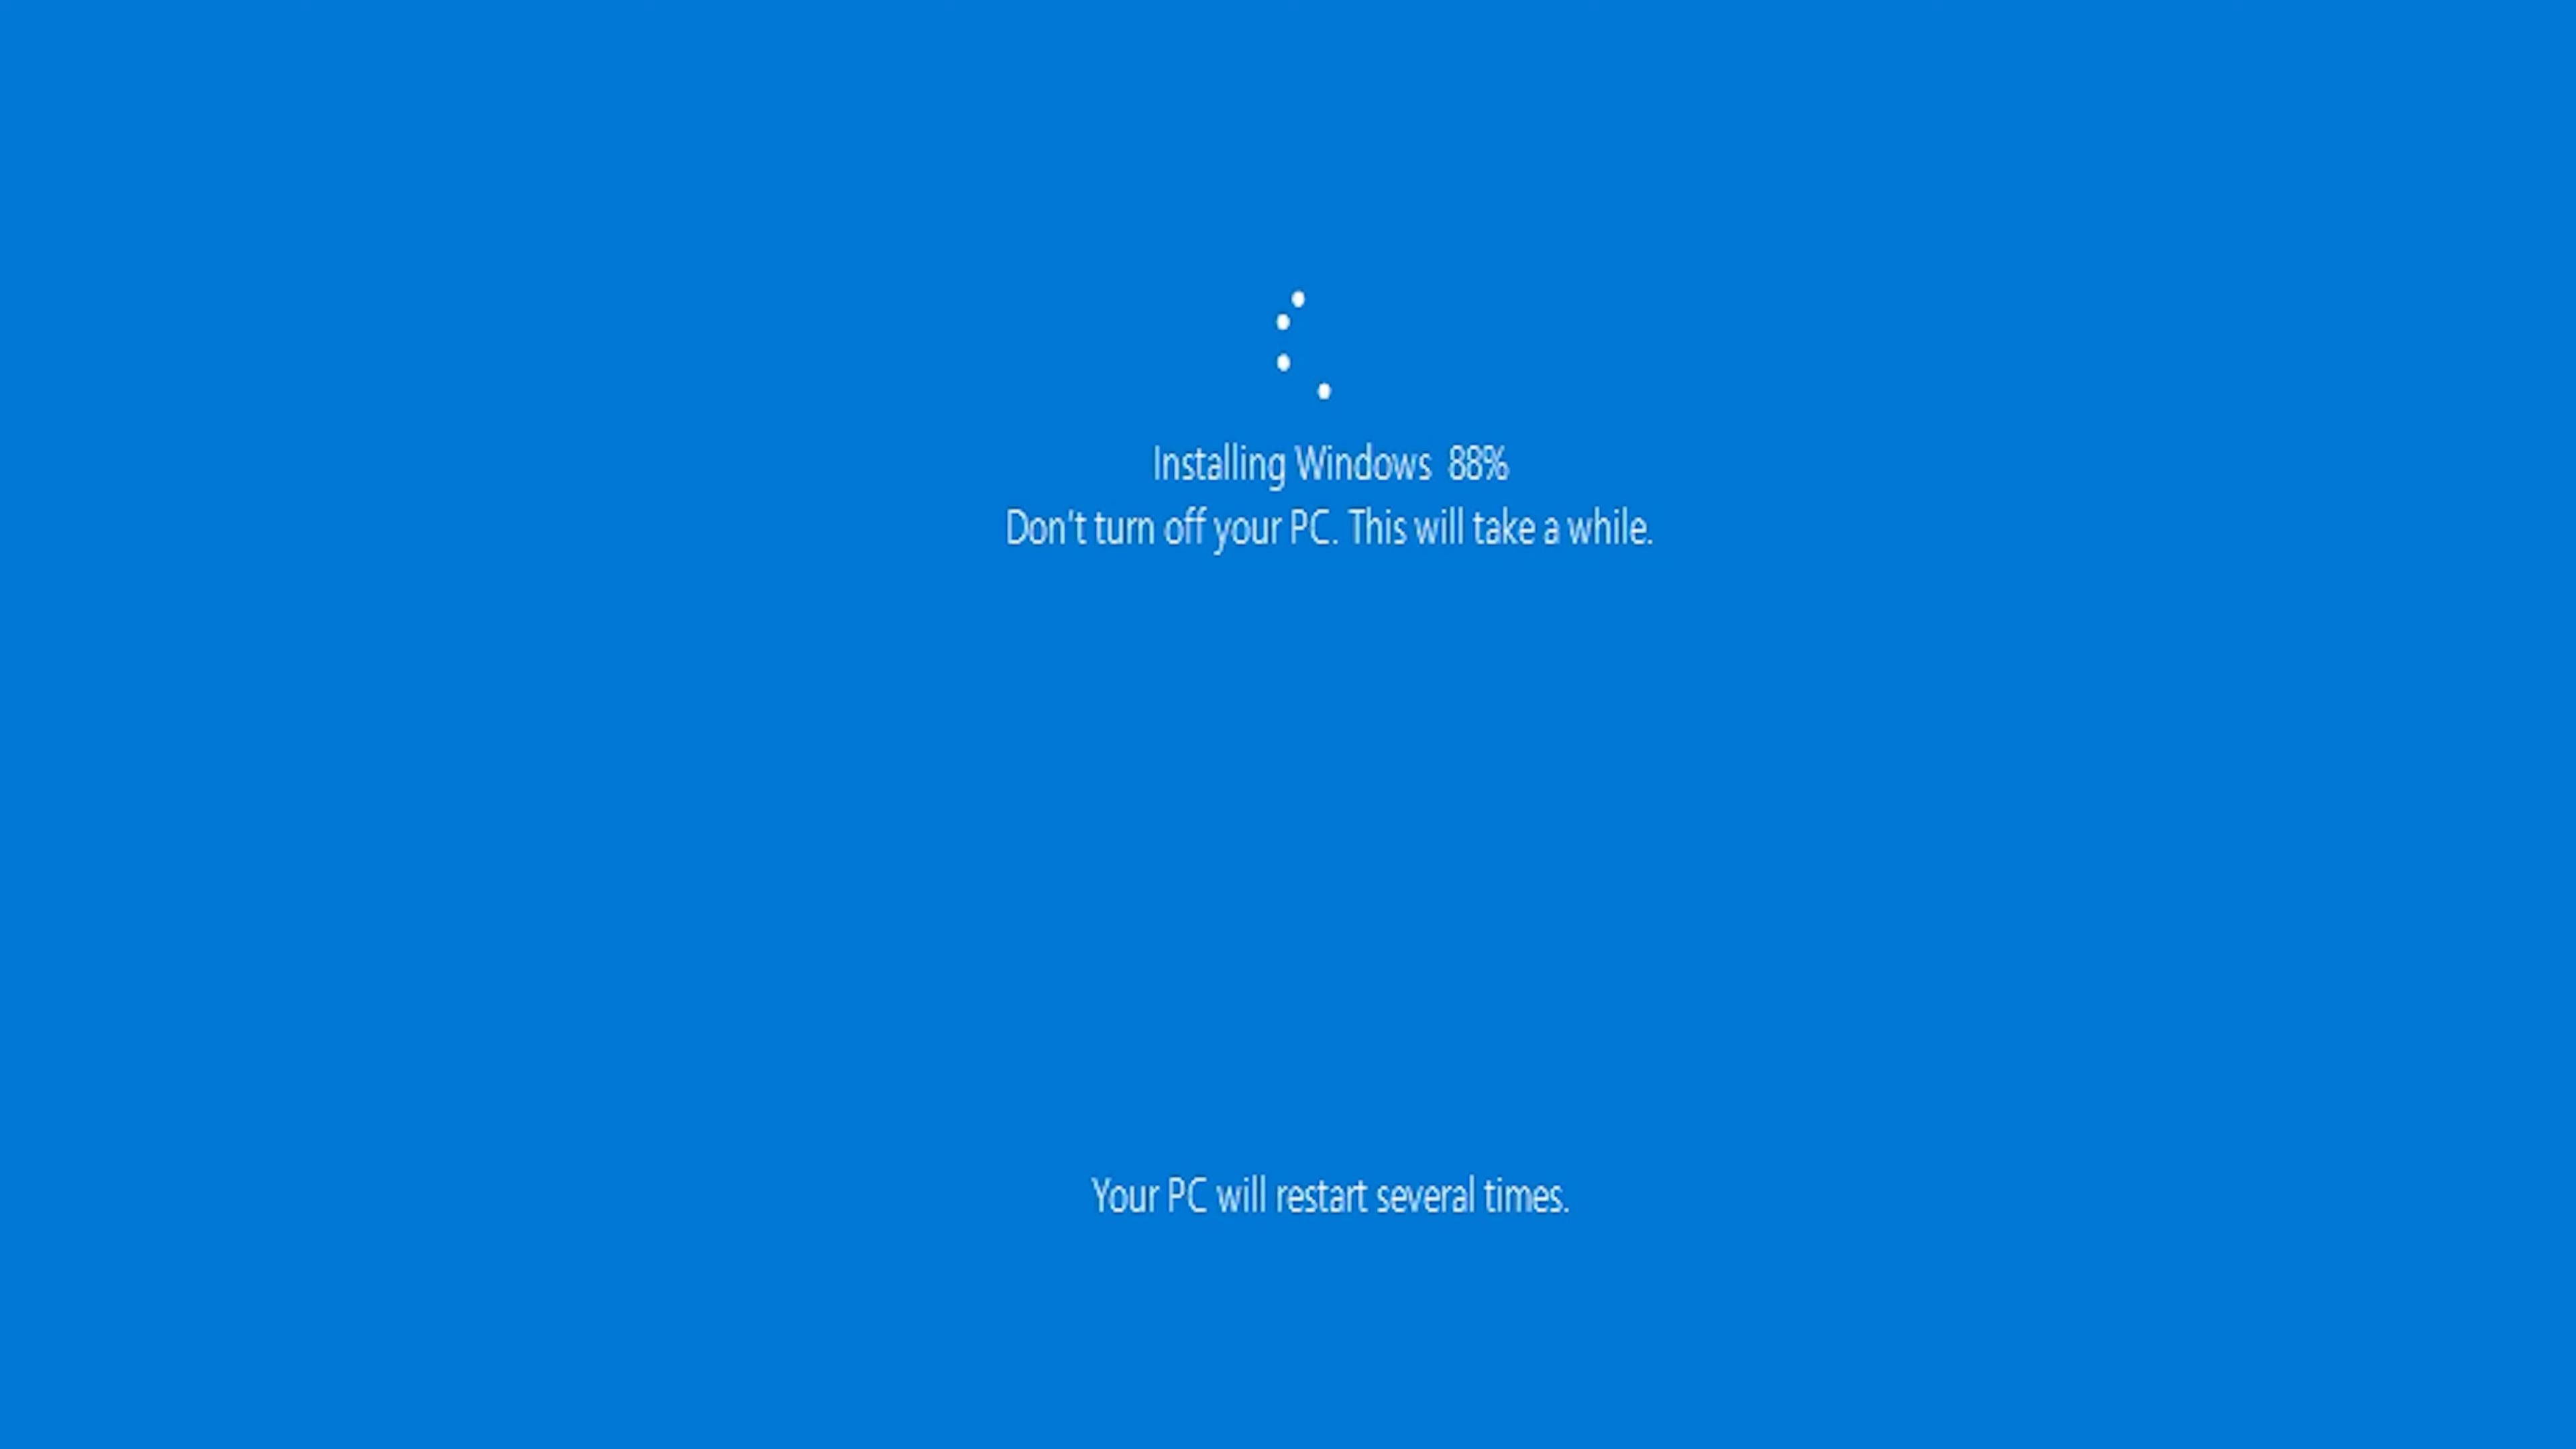 Installing Windows 88%
Don't turn off your PC. This will take a while.
Your PC will restart several times.